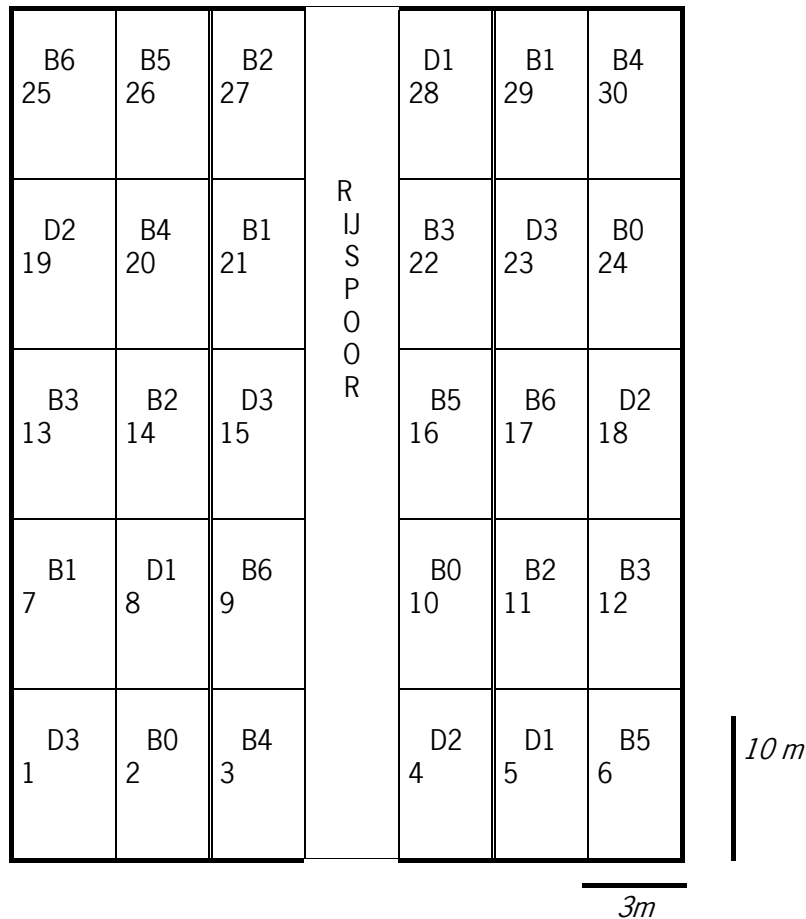 B6 B5 B2 D1 B1 B4
25 26 27 28 29 30
D2 B4 B1 B3 D3 B0
19 20 21 22 23 24
R
IJ
S
P
O
O
R
B3 B2 D3 B5 B6 D2
13 14 15 16 17 18
B1 D1 B6 B0 B2 B3
7 8 9 10 11 12
D3 B0 B4 D2 D1 B5
1 2 3 4 5 6
10 m
3m